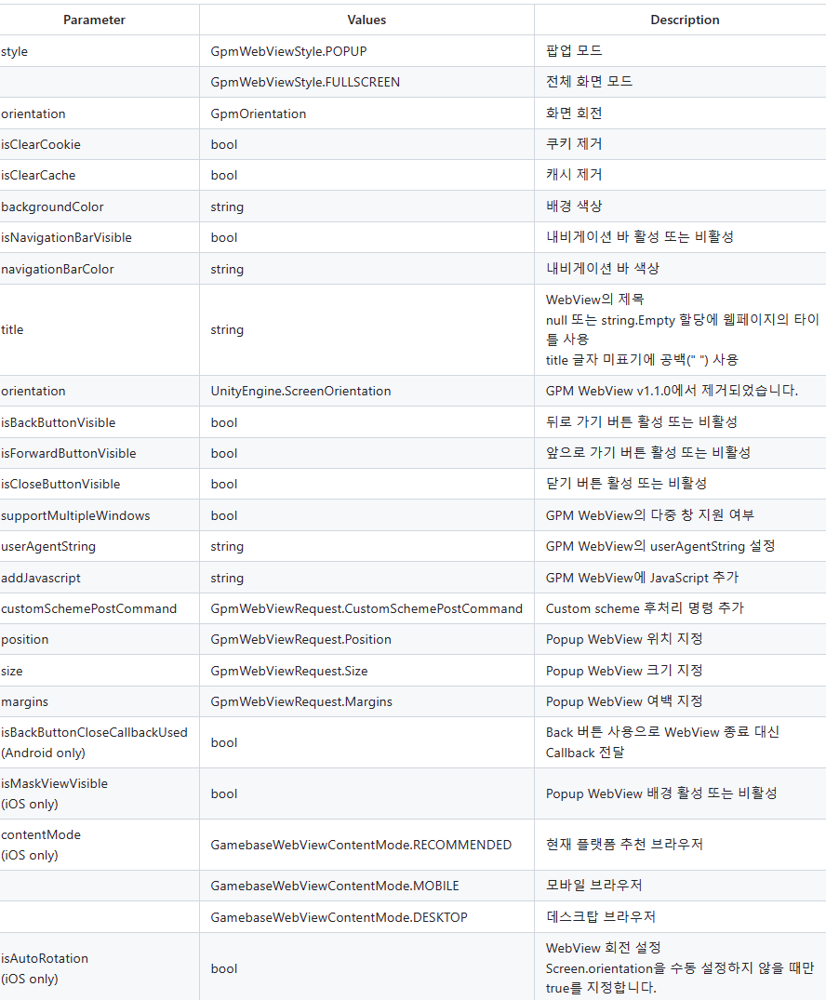 Parameter Values Description
style GpmWebViewStyle.POPUP 팝업 모드
GpmWebViewStyle.FULLSCREEN 전체 화면 모드
orientation GpmOrientation 화면 회전
isClearCookie bool 쿠키 제거
isClearCache bool 캐시 제거
backgroundColor string 배경 색상
isNavigationBarVisible bool 내비게이션 바 활성 또는 비활성
navigationBarColor string 내비게이션 바 색상
title string WebView의 제목
null 또는 string.Empty 할당에 웹페이지의 타이
틀 사용
title 글자 미표기에 공백(" ") 사용
orientation UnityEngine.ScreenOrientation GPM WebView v1.1.0에서 제거되었습니다.
isBackButtonVisible bool 뒤로 가기 버튼 활성 또는 비활성
isForwardButtonVisible bool 앞으로 가기 버튼 활성 또는 비활성
isCloseButtonVisible bool 닫기 버튼 활성 또는 비활성
supportMultipleWindows bool GPM WebView의 다중 창 지원 여부
userAgentString string GPM WebView의 userAgentString 설정
addJavascript string GPM WebView에 JavaScript 추가
customSchemePostCommand GpmWebViewRequest.CustomSchemePostCommand Custom scheme 후처리 명령 추가
position GpmWebViewRequest.Position Popup WebView 위치 지정
size GpmWebViewRequest.Size Popup WebView 크기 지정
margins GpmWebViewRequest.Margins Popup WebView 여백 지정
isBackButtonCloseCallbackUsed
(Android only) bool Back 버튼 사용으로 WebView 종료 대신
Callback 전달
isMaskViewVisible
(iOS only) bool Popup WebView 배경 활성 또는 비활성
contentMode
(iOS only) GamebaseWebViewContentMode.RECOMMENDED 현재 플랫폼 추천 브라우저
GamebaseWebViewContentMode.MOBILE 모바일 브라우저
GamebaseWebViewContentMode.DESKTOP 데스크탑 브라우저
isAutoRotation
(iOS only) bool WebView 회전 설정
Screen.orientation을 수동 설정하지 않을 때만
true를 지정합니다.